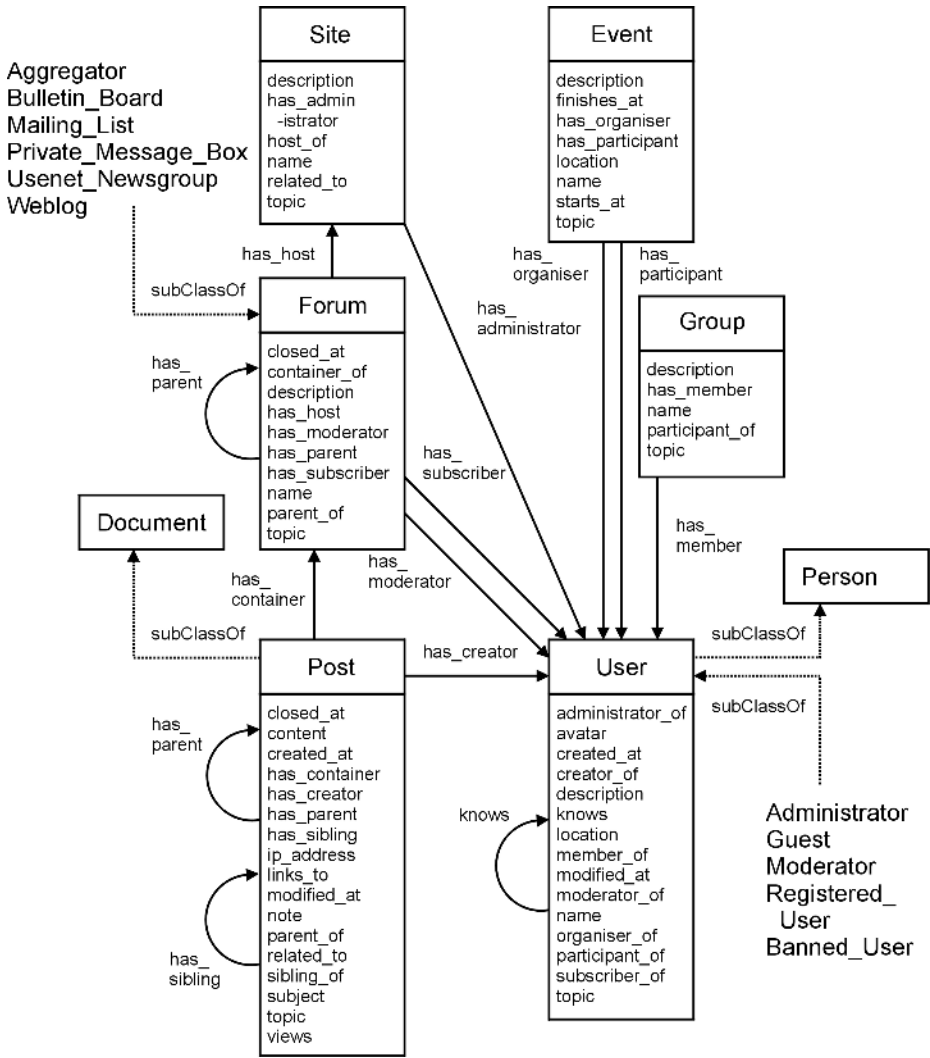 Aggregator
Bulletin_Board
Mailing_List
Private_Message_Box
Usenet_Newsgroup
Weblog
subClassOf
Site
description
has_admin
-istrator
host_of
name
related_to
topic
has_host
Event
description
finishes_at
has_organiser
has_participant
location
name
starts_at
topic
has_
organiser
has_
participant
has_
administrator
Forum
closed_at
container_of
description
has_host
has_moderator
has_parent
has_subscriber
name
parent_of
topic
has_
parent
has_
subscriber
has_
moderator
Group
description
has_member
name
participant_of
topic
has_
member
Document
subClassOf
has_
container
Person
subClassOf
Post
closed_at
content
created_at
has_container
has_creator
has_parent
has_sibling
ip_address
links_to
modified_at
note
parent_of
related_to
sibling_of
subject
topic
views
has_
parent
has_
sibling
has_creator
User
administrator_of
avatar
created_at
creator_of
description
knows
location
member_of
modified_at
moderator_of
name
organiser_of
participant_of
subscriber_of
topic
knows
subClassOf
Administrator
Guest
Moderator
Registered_
User
Banned_User